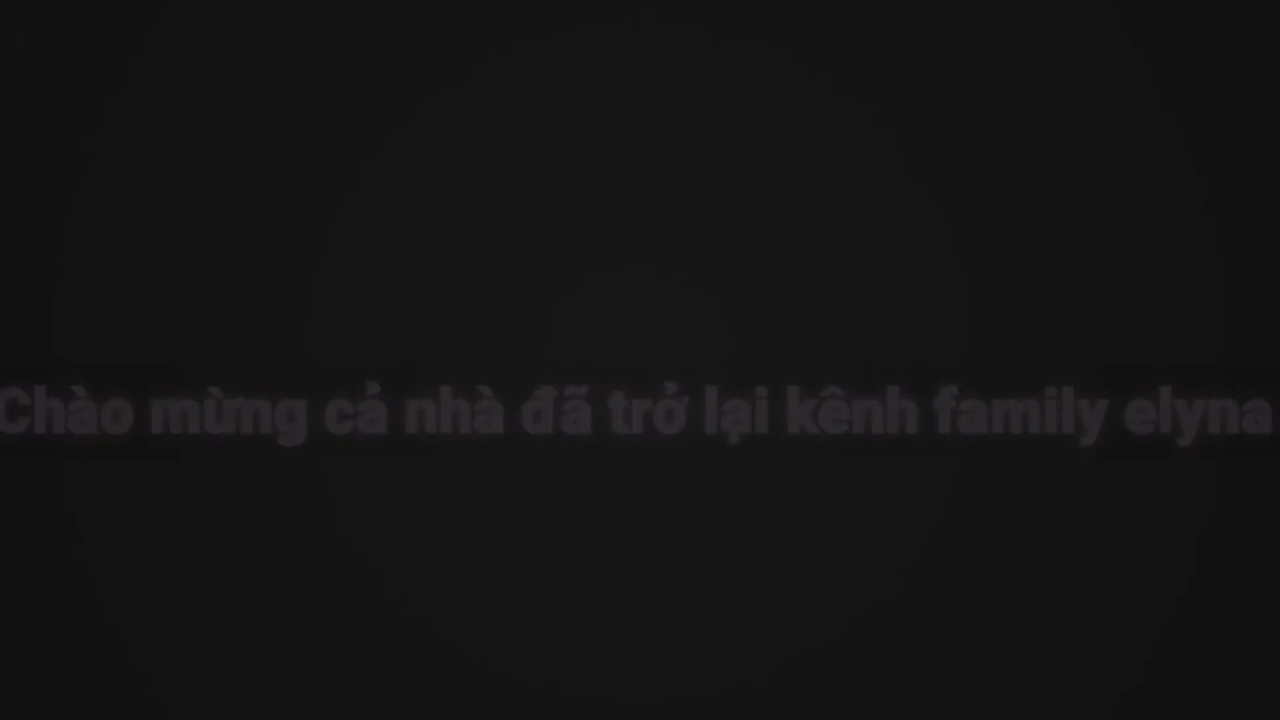 Chào mừng cả nhà đã trở lại kênh family elyna